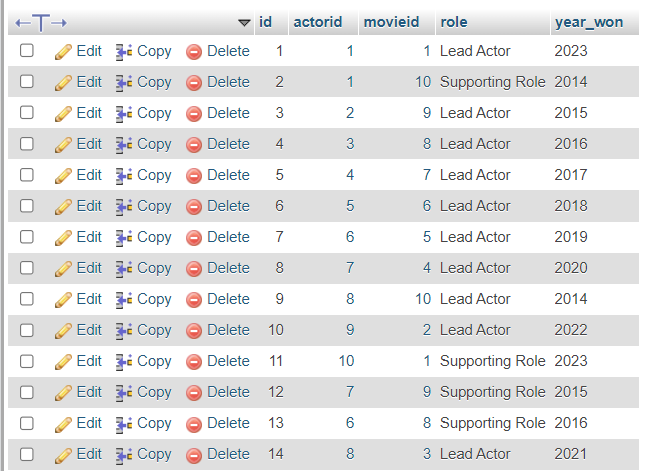 id actorid movieid role year_won
Edit Copy Delete 1 1 1 Lead Actor 2023
Edit Copy Delete 2 1 10 Supporting Role 2014
Edit Copy Delete 3 2 9 Lead Actor 2015
Edit Copy Delete 4 3 8 Lead Actor 2016
Edit Copy Delete 5 4 7 Lead Actor 2017
Edit Copy Delete 6 5 6 Lead Actor 2018
Edit Copy Delete 7 6 5 Lead Actor 2019
Edit Copy Delete 8 7 4 Lead Actor 2020
Edit Copy Delete 9 8 10 Lead Actor 2014
Edit Copy Delete 10 9 2 Lead Actor 2022
Edit Copy Delete 11 10 1 Supporting Role 2023
Edit Copy Delete 12 7 9 Supporting Role 2015
Edit Copy Delete 13 6 8 Supporting Role 2016
Edit Copy Delete 14 8 3 Lead Actor 2021